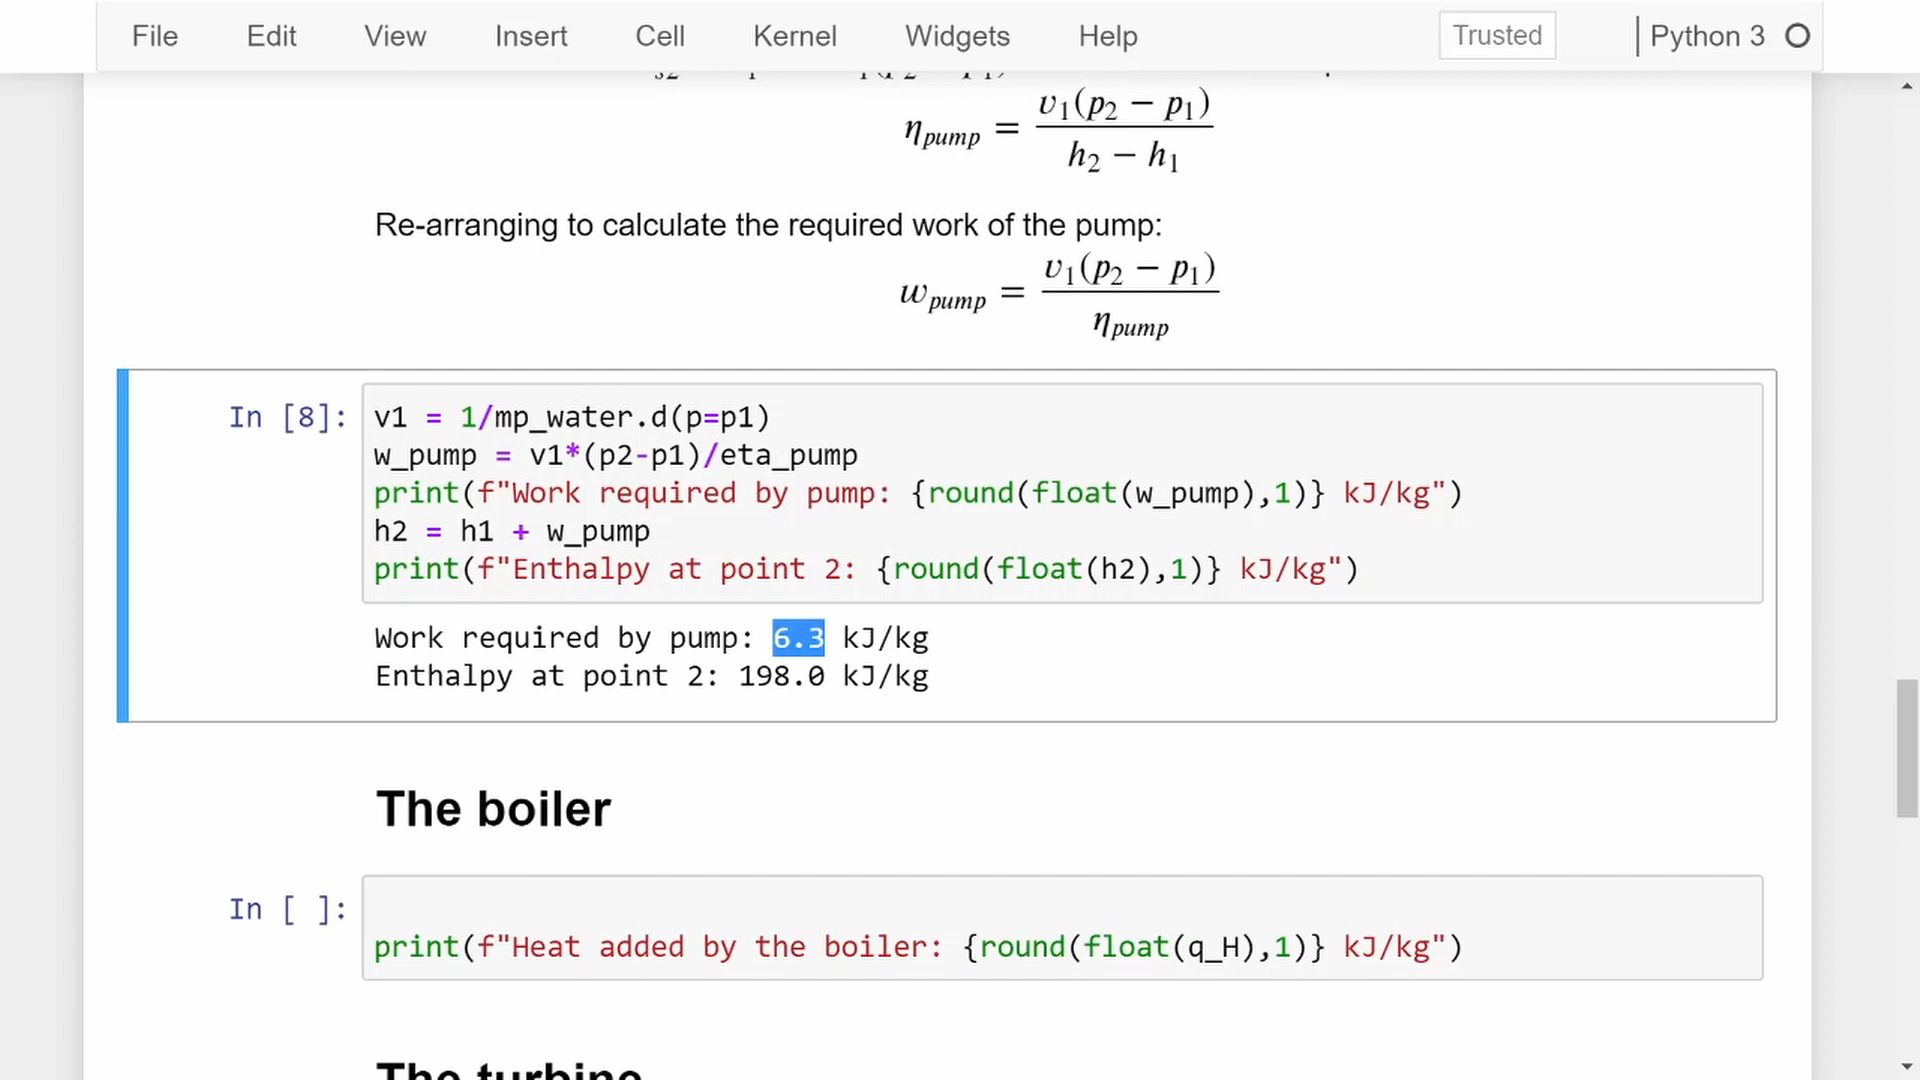 File Edit View Insert Cell Kernel Widgets Help Trusted Python 3
η_pump = υ₁(p₂ − p₁) / h₂ − h₁
Re-arranging to calculate the required work of the pump:
w_pump = υ₁(p₂ − p₁) / η_pump
In [8]: v1 = 1/mp_water.d(p=p1)
w_pump = v1*(p2-p1)/eta_pump
print(f"Work required by pump: {round(float(w_pump),1)} kJ/kg")
h2 = h1 + w_pump
print(f"Enthalpy at point 2: {round(float(h2),1)} kJ/kg")
Work required by pump: 6.3 kJ/kg
Enthalpy at point 2: 198.0 kJ/kg
The boiler
In [ ]:
print(f"Heat added by the boiler: {round(float(q_H),1)} kJ/kg")
The turbine